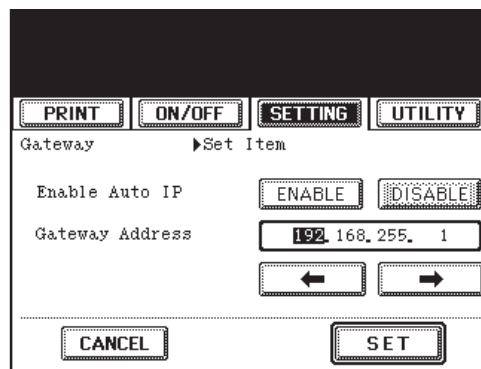 PRINT ON/OFF SETTING UTILITY
Gateway ▶Set Item
Enable Auto IP ENABLE DISABLE
Gateway Address 192.168.255. 1
← →
CANCEL SET